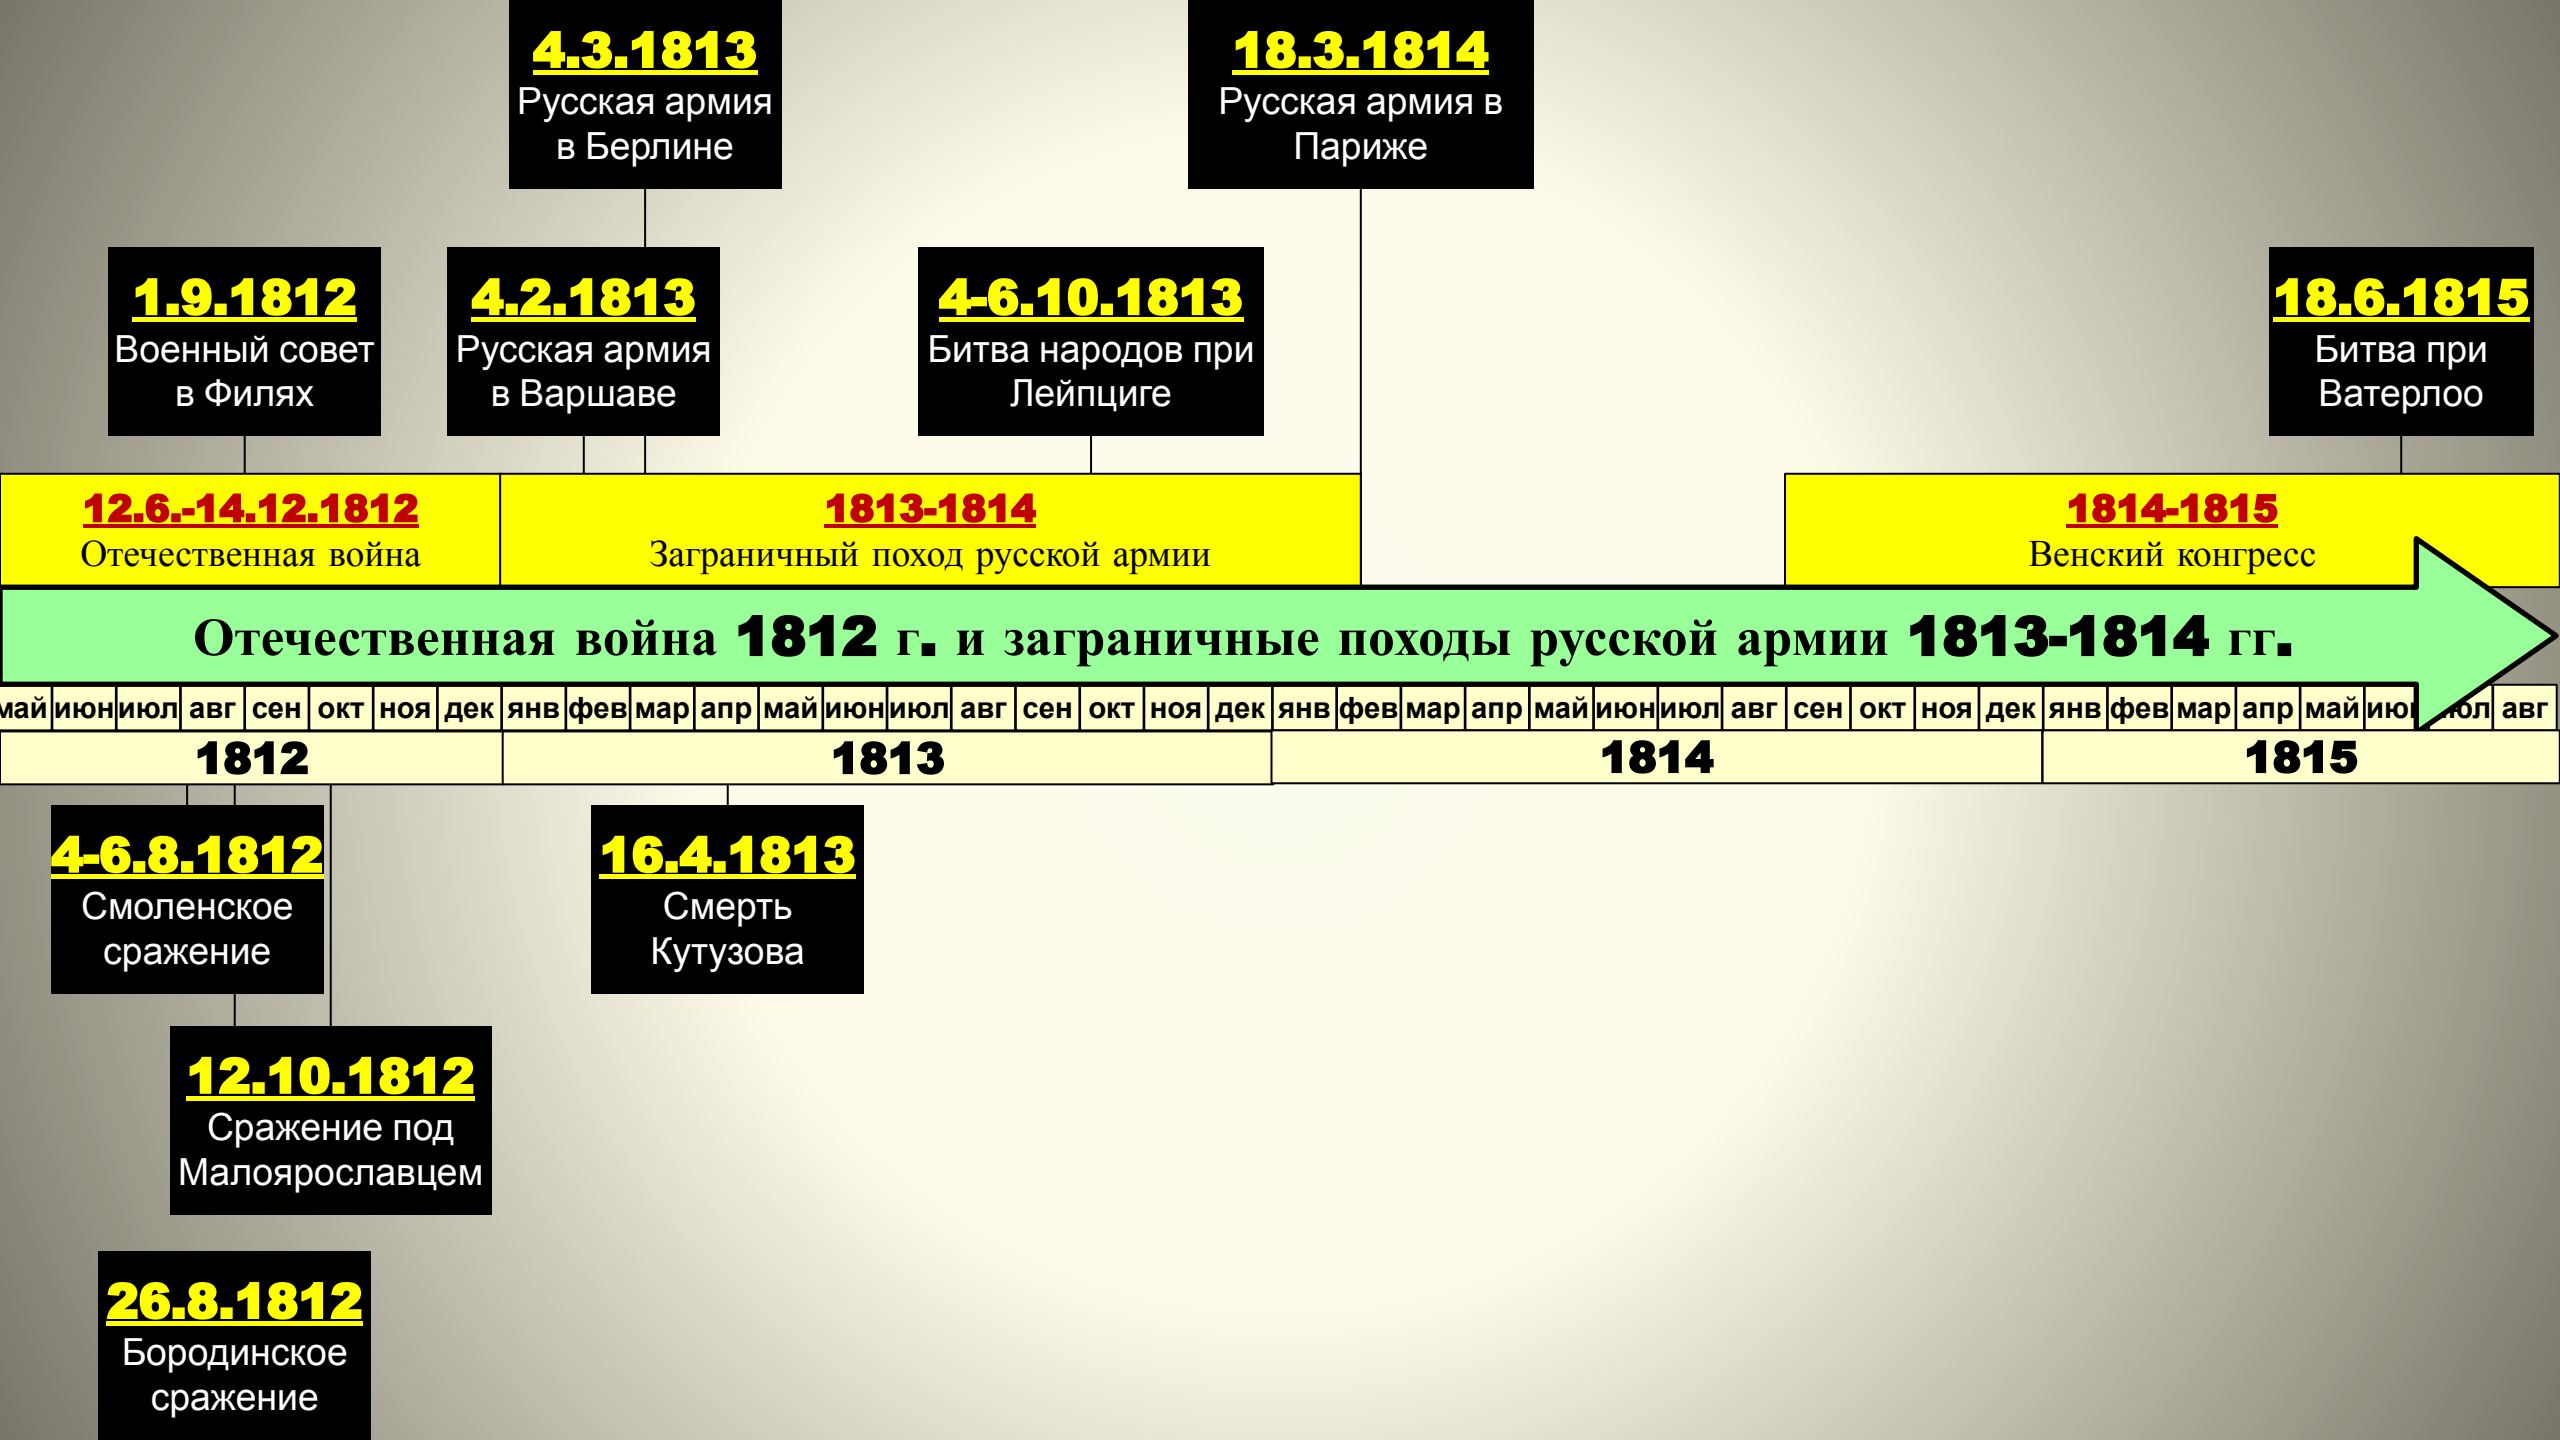 4.3.1813
Русская армия
в Берлине
18.3.1814
Русская армия в
Париже
1.9.1812
Военный совет
в Филях
4.2.1813
Русская армия
в Варшаве
4-6.10.1813
Битва народов при
Лейпциге
18.6.1815
Битва при
Ватерлоо
12.6.-14.12.1812
Отечественная война
1813-1814
Заграничный поход русской армии
1814-1815
Венский конгресс
Отечественная война 1812 г. и заграничные походы русской армии 1813-1814 гг.
май июн июл авг сен окт ноя дек янв фев мар апр май июн июл авг сен окт ноя дек янв фев мар апр май июн июл авг сен окт ноя дек янв фев мар апр май июн июл авг
1812 1813 1814 1815
4-6.8.1812
Смоленское
сражение
16.4.1813
Смерть
Кутузова
12.10.1812
Сражение под
Малоярославцем
26.8.1812
Бородинское
сражение